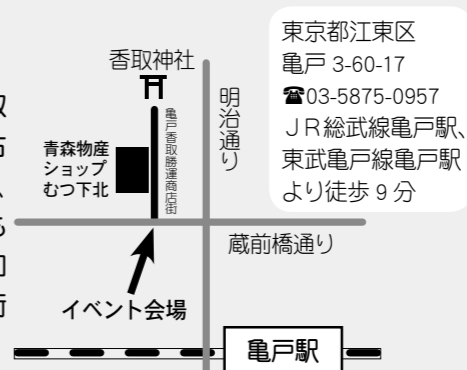 東京都江東区
亀戸 3-60-17
☎03-5875-0957
ＪＲ総武線亀戸駅、
東武亀戸線亀戸駅
より徒歩 9 分
香取神社
明治通り
亀戸香取勝運商店街
青森物産
ショップ
むつ下北
蔵前橋通り
イベント会場
亀戸駅